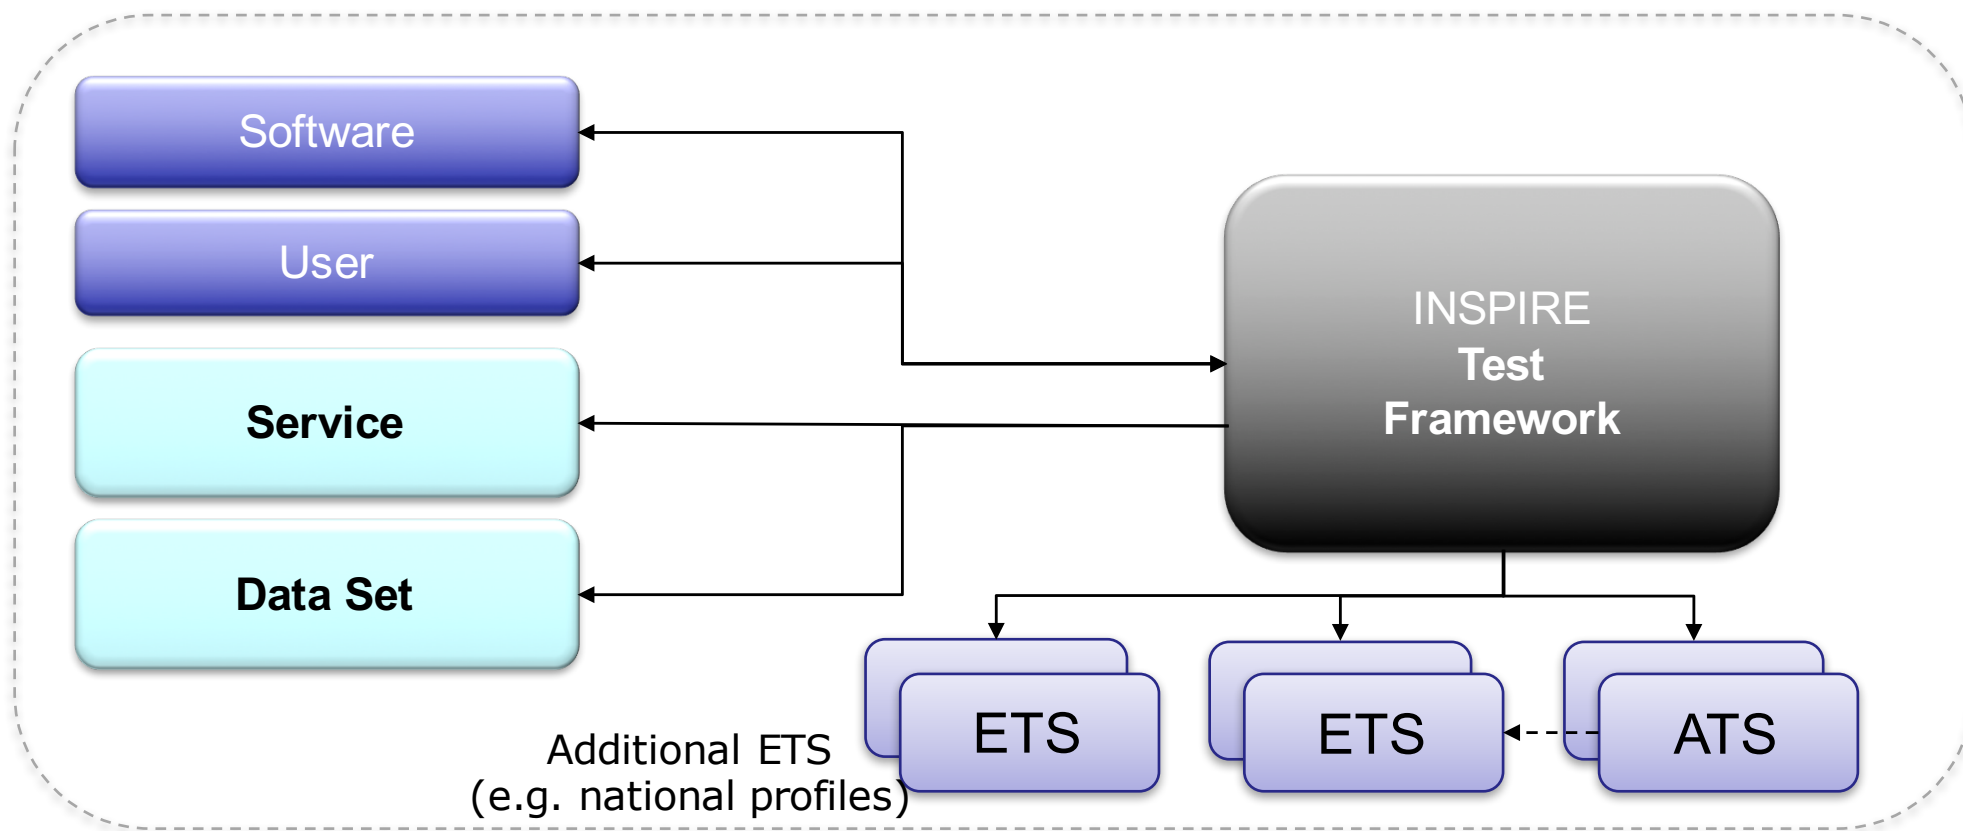 Software
User
Service
Data Set
INSPIRE
Test
Framework
ETS
ETS
ATS
Additional ETS
(e.g. national profiles)